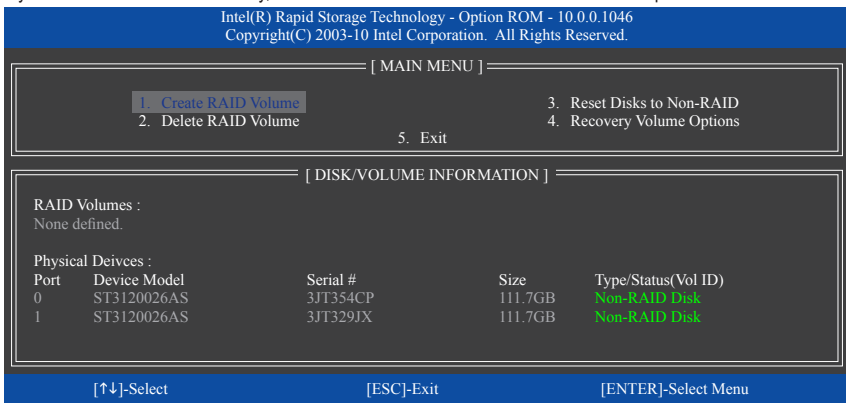 Intel(R) Rapid Storage Technology - Option ROM - 10.0.0.1046
Copyright(C) 2003-10 Intel Corporation. All Rights Reserved.
[ MAIN MENU ]
1. Create RAID Volume
2. Delete RAID Volume
3. Reset Disks to Non-RAID
4. Recovery Volume Options
5. Exit
[ DISK/VOLUME INFORMATION ]
RAID Volumes :
None defined.
Physical Deivces :
Port Device Model Serial # Size Type/Status(Vol ID)
0 ST3120026AS 3JT354CP 111.7GB Non-RAID Disk
1 ST3120026AS 3JT329JX 111.7GB Non-RAID Disk
[↑↓]-Select [ESC]-Exit [ENTER]-Select Menu